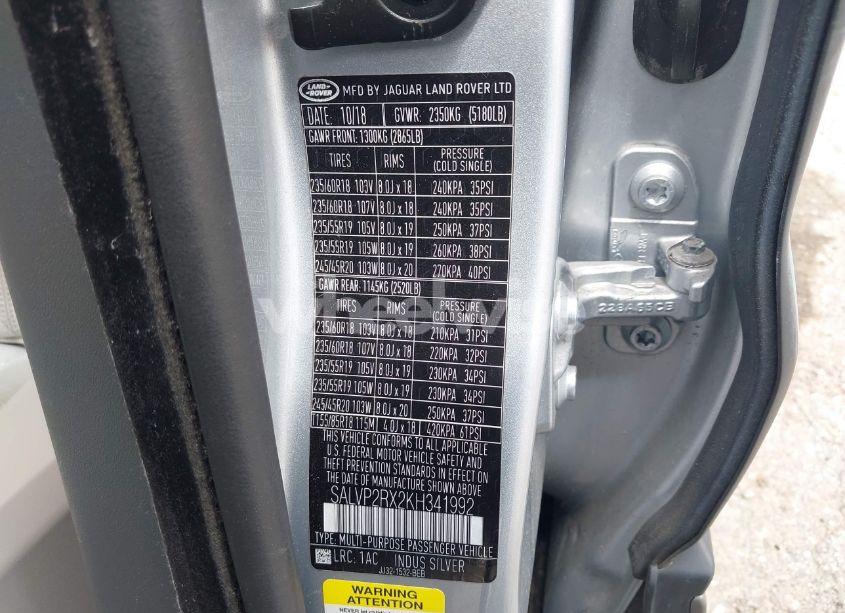 LAND ROVER MFD BY JAGUAR LAND ROVER LTD
DATE: 10/18 GVWR: 2350KG (5180LB)
GAWR FRONT: 1300KG (2865LB)
TIRES RIMS PRESSURE (COLD SINGLE)
235/60R18 103V 8.0J x 18 240KPA 35PSI
235/60R18 107V 8.0J x 18 240KPA 35PSI
235/55R19 105V 8.0J x 19 250KPA 37PSI
235/55R19 105W 8.0J x 19 260KPA 38PSI
245/45R20 103W 8.0J x 20 270KPA 40PSI
GAWR REAR: 1145KG (2520LB)
TIRES RIMS PRESSURE (COLD SINGLE)
235/60R18 103V 8.0J x 18 210KPA 31PSI
235/60R18 107V 8.0J x 18 220KPA 32PSI
235/55R19 105V 8.0J x 19 230KPA 34PSI
235/55R19 105W 8.0J x 19 230KPA 34PSI
245/45R20 103W 8.0J x 20 250KPA 37PSI
T155/85R18 115M 4.0J x 18 420KPA 61PSI
THIS VEHICLE CONFORMS TO ALL APPLICABLE
U.S. FEDERAL MOTOR VEHICLE SAFETY AND
THEFT PREVENTION STANDARDS IN EFFECT ON
THE DATE OF MANUFACTURE SHOWN ABOVE.
SALVP2RX2KH341992
TYPE: MULTI-PURPOSE PASSENGER VEHICLE
LRC: 1AC INDUS SILVER
JJ32-1532-BEB
WARNING
ATTENTION